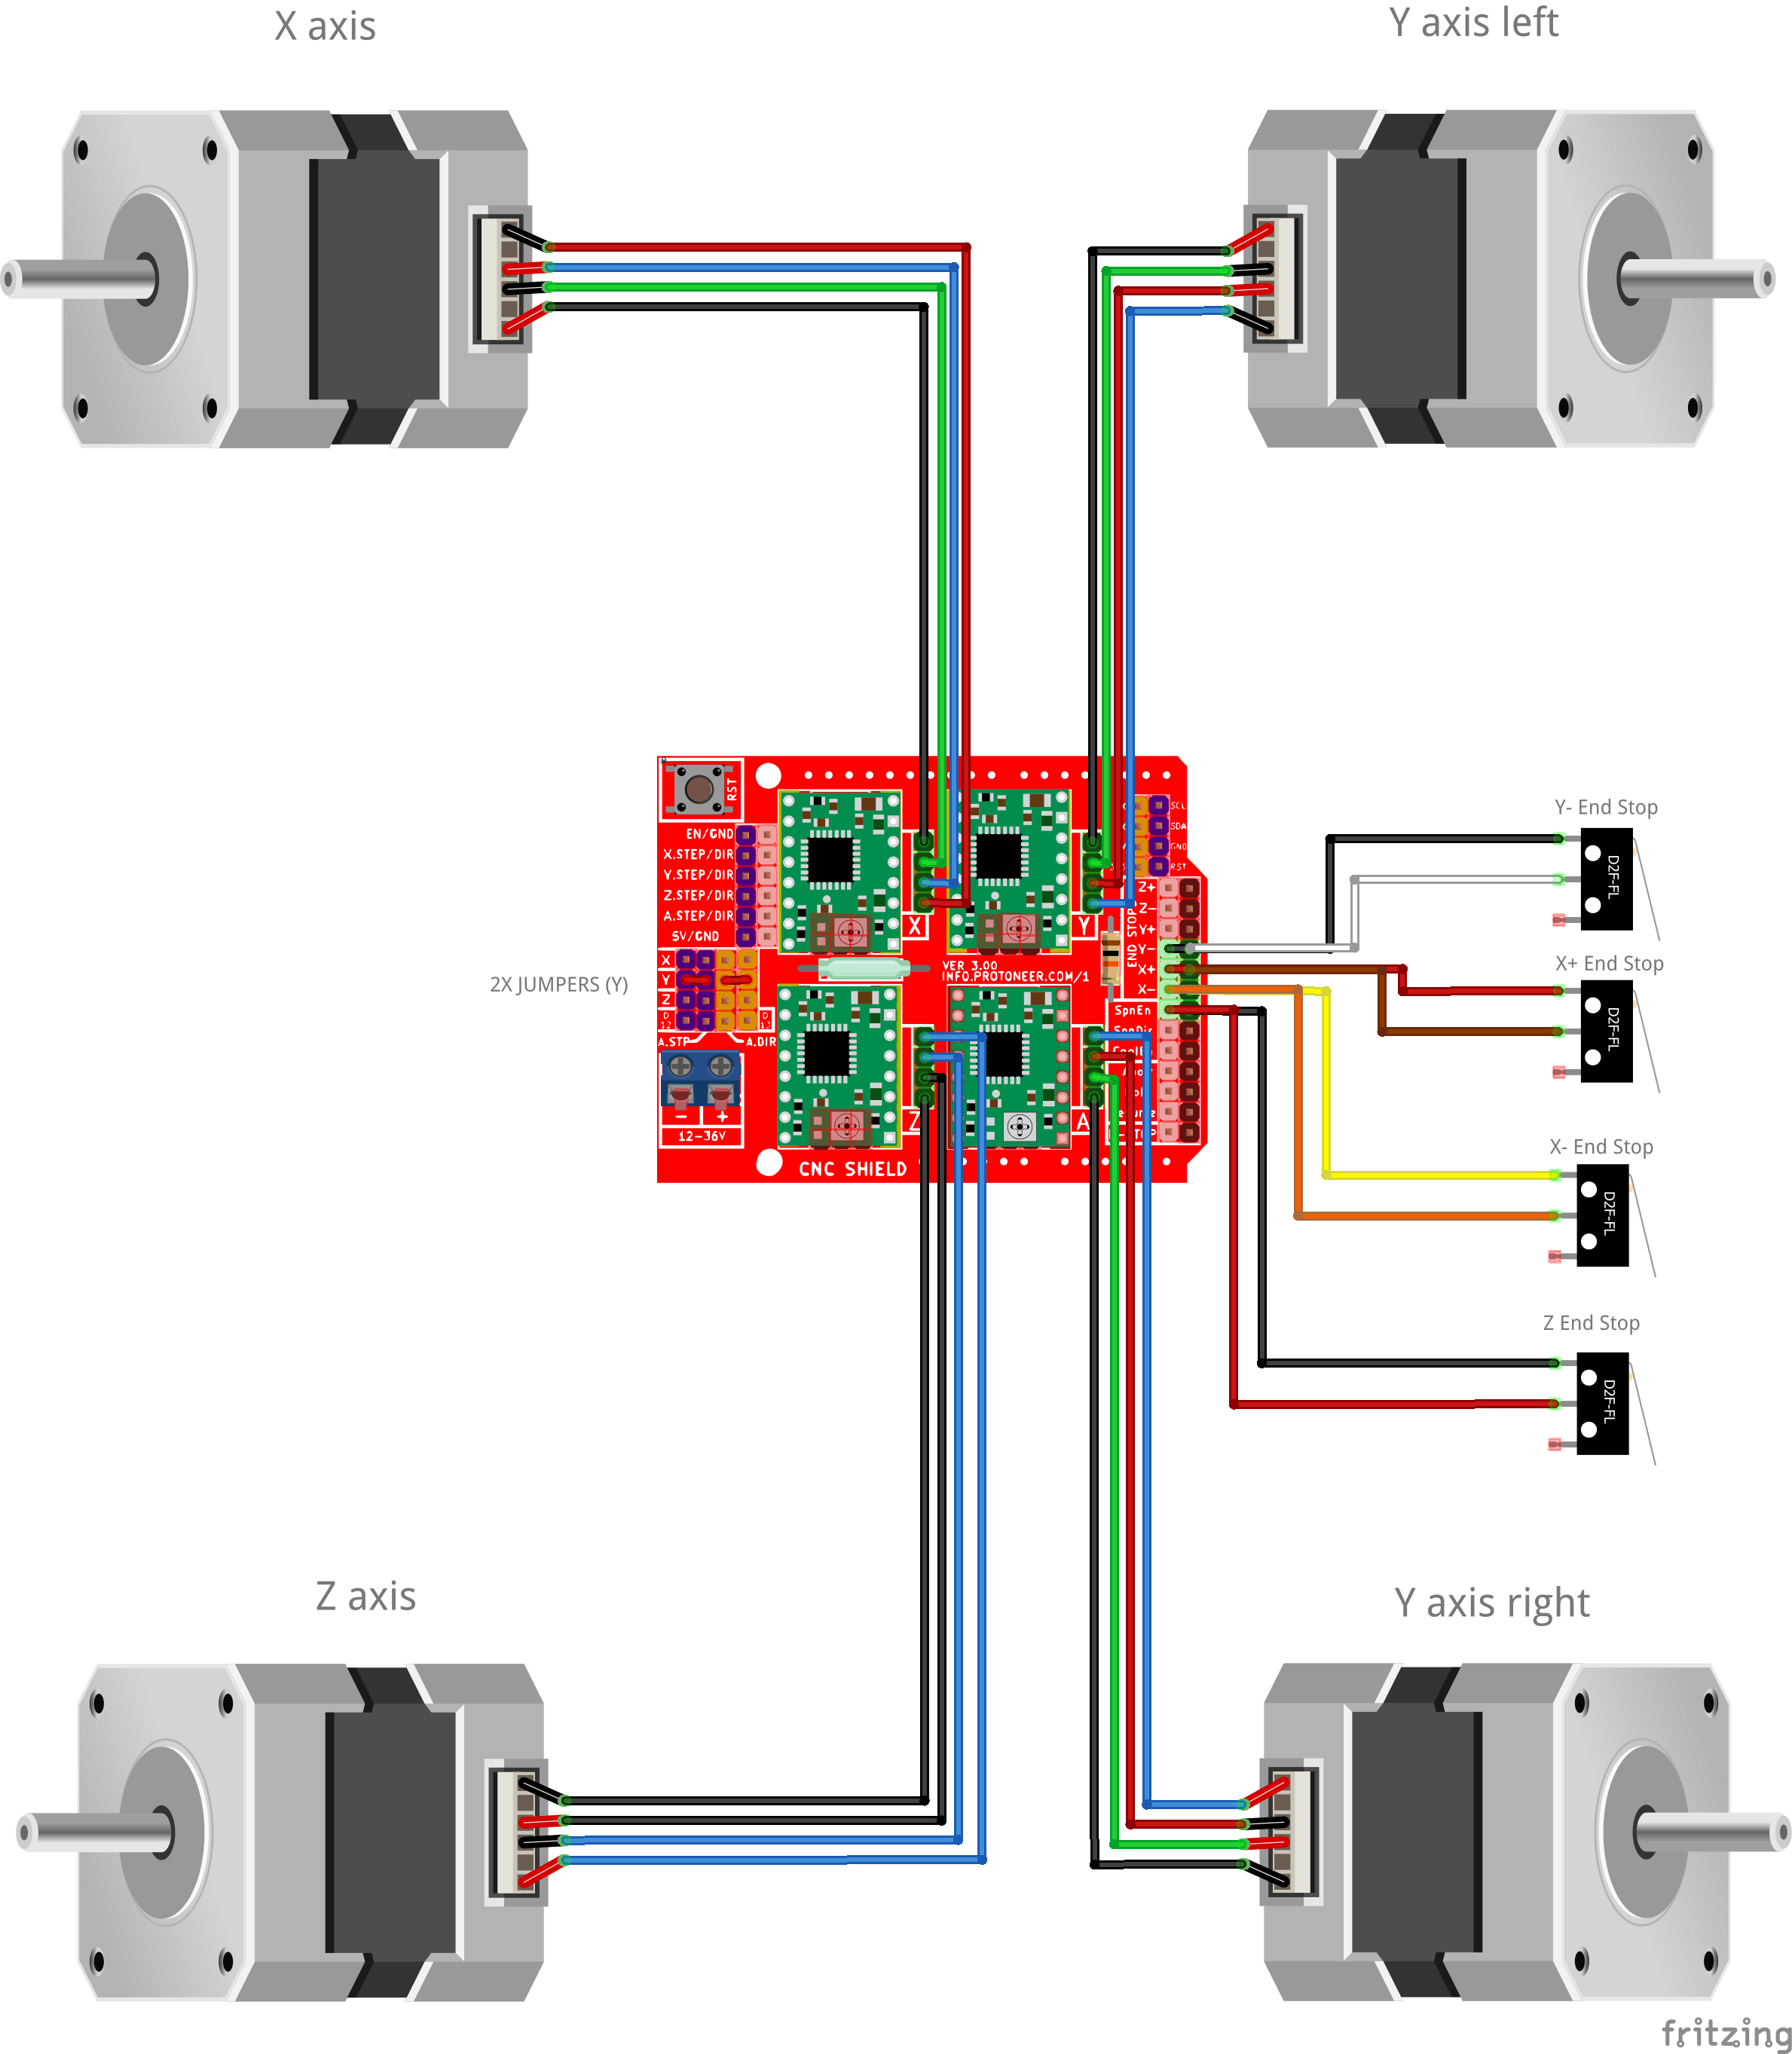 X axis
Y axis left
RST
EN/GND
X.STEP/DIR
Y.STEP/DIR
Z.STEP/DIR
A.STEP/DIR
5V/GND
X
Y
SCL
SDA
GND
RST
Z+
Z-
Y+
Y-
X+
X-
END STOP
SpnEn
VER 3.00
INFO.PROTONEER.COM/1
2X JUMPERS (Y)
X
Y
Z
D12
D13
A.STP
A.DIR
Z
A
-
+
12-36V
CNC SHIELD
Y- End Stop
D2F-FL
X+ End Stop
D2F-FL
X- End Stop
D2F-FL
Z End Stop
D2F-FL
Z axis
Y axis right
fritzing